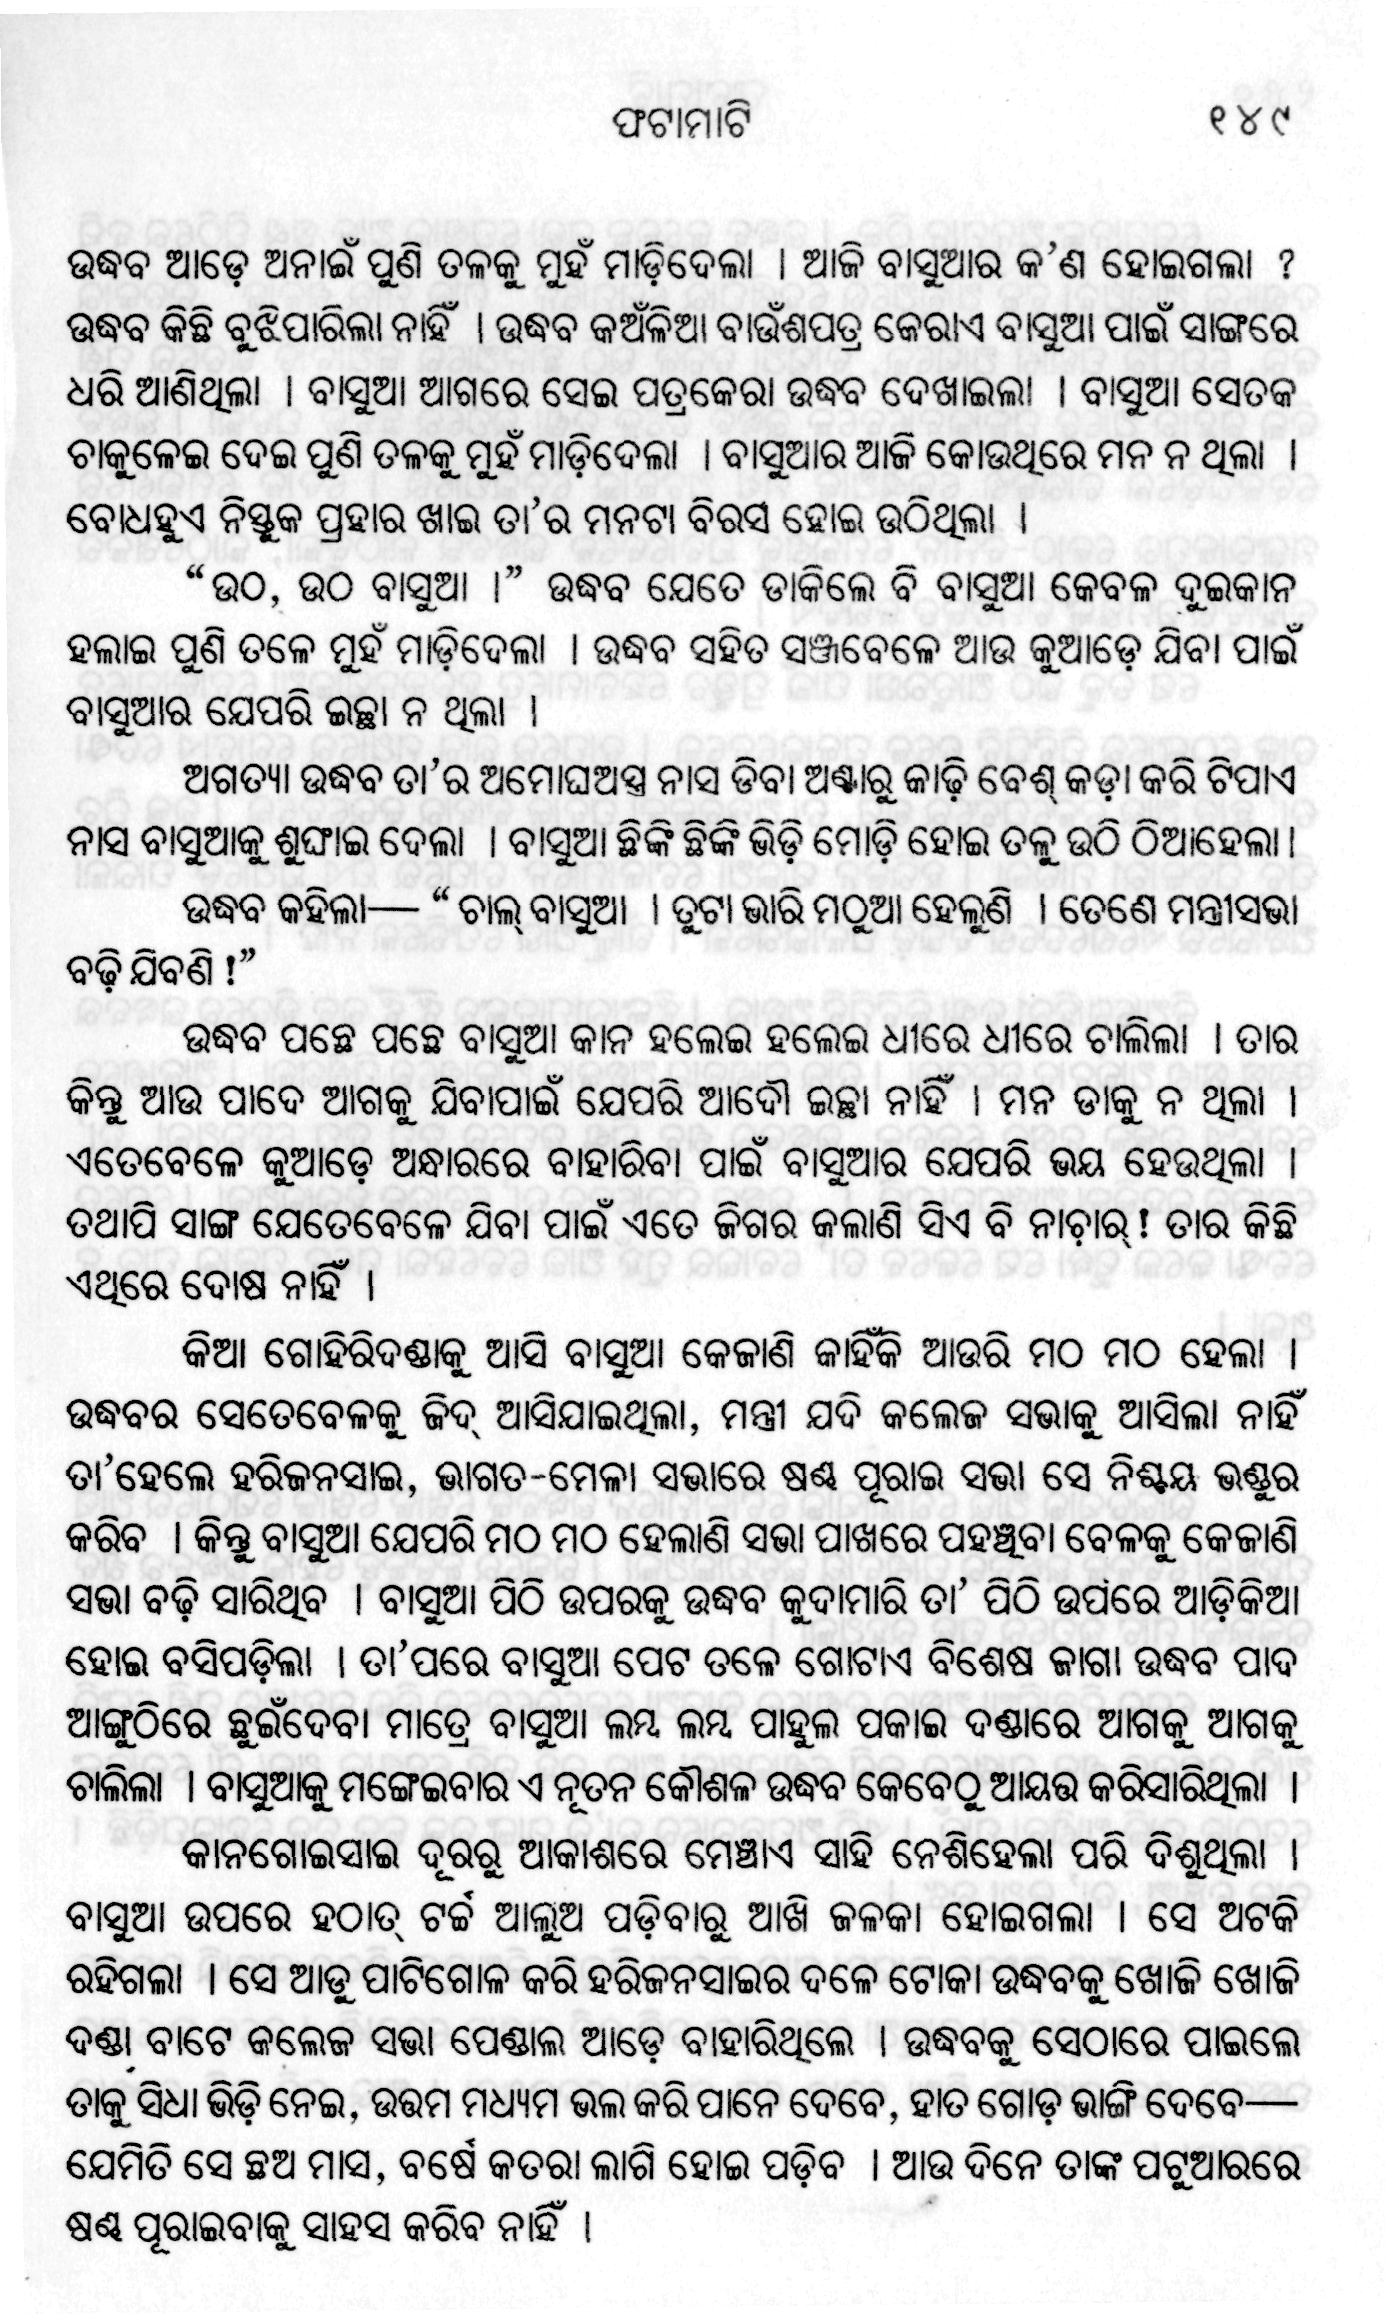 ଫଟାମାଟି ୧୪୯
ଉଦ୍ଧବ ଆଡ଼େ ଅନାଇଁ ପୁଣି ତଳକୁ ମୁହଁ ମାଡ଼ିଦେଲା । ଆଜି ବାସୁଆର କ'ଣ ହୋଇଗଲା ?
ଉଦ୍ଧବ କିଛି ବୁଝିପାରିଲା ନାହିଁ । ଉଦ୍ଧବ କଅଁଳିଆ ବାଉଁଶପତ୍ର କେରାଏ ବାସୁଆ ପାଇଁ ସାଙ୍ଗରେ
ଧରି ଆଣିଥିଲା । ବାସୁଆ ଆଗରେ ସେଇ ପତ୍ରକେରା ଉଦ୍ଧବ ଦେଖାଇଲା । ବାସୁଆ ସେତକ
ଚାକୁଳେଇ ଦେଇ ପୁଣି ତଳକୁ ମୁହଁ ମାଡ଼ିଦେଲା । ବାସୁଆର ଆଜି କୋଉଥିରେ ମନ ନ ଥିଲା ।
ବୋଧହୁଏ ନିସ୍ତୁକ ପ୍ରହାର ଖାଇ ତା'ର ମନଟା ବିରସ ହୋଇ ଉଠିଥିଲା ।
“ଉଠ, ଉଠ ବାସୁଆ ।” ଉଦ୍ଧବ ଯେତେ ଡାକିଲେ ବି ବାସୁଆ କେବଳ ଦୁଇକାନ
ହଲାଇ ପୁଣି ତଳେ ମୁହଁ ମାଡ଼ିଦେଲା । ଉଦ୍ଧବ ସହିତ ସଞ୍ଜବେଳେ ଆଉ କୁଆଡ଼େ ଯିବା ପାଇଁ
ବାସୁଆର ଯେପରି ଇଚ୍ଛା ନ ଥିଲା ।
ଅଗତ୍ୟା ଉଦ୍ଧବ ତା'ର ଅମୋଘଅସ୍ତ୍ର ନାସ ଡିବା ଅଣ୍ଟାରୁ କାଢ଼ି ବେଶ୍ କଡ଼ା କରି ଟିପାଏ
ନାସ ବାସୁଆକୁ ଶୁଙ୍ଘାଇ ଦେଲା । ବାସୁଆ ଛିଙ୍କି ଛିଙ୍କି ଭିଡ଼ି ମୋଡ଼ି ହୋଇ ତଳୁ ଉଠି ଠିଆହେଲା।
ଉଦ୍ଧବ କହିଲା— “ ଚାଲ୍ ବାସୁଆ । ତୁଟା ଭାରି ମଠୁଆ ହେଲୁଣି । ତେଣେ ମନ୍ତ୍ରୀସଭା
ବଢ଼ି ଯିବଣି !”
ଉଦ୍ଧବ ପଛେ ପଛେ ବାସୁଆ କାନ ହଲେଇ ହଲେଇ ଧୀରେ ଧୀରେ ଚାଲିଲା । ତାର
କିନ୍ତୁ ଆଉ ପାଦେ ଆଗକୁ ଯିବାପାଇଁ ଯେପରି ଆଦୌ ଇଚ୍ଛା ନାହିଁ । ମନ ଡାକୁ ନ ଥିଲା ।
ଏତେବେଳେ କୁଆଡ଼େ ଅନ୍ଧାରରେ ବାହାରିବା ପାଇଁ ବାସୁଆର ଯେପରି ଭୟ ହେଉଥିଲା ।
ତଥାପି ସାଙ୍ଗ ଯେତେବେଳେ ଯିବା ପାଇଁ ଏତେ ଜିଗର କଲାଣି ସିଏ ବି ନାଚ଼ାର୍! ତାର କିଛି
ଏଥିରେ ଦୋଷ ନାହିଁ ।
କିଆ ଗୋହିରିଦଣ୍ଡାକୁ ଆସି ବାସୁଆ କେଜାଣି କାହିଁକି ଆଉରି ମଠ ମଠ ହେଲା ।
ଉଦ୍ଧବର ସେତେବେଳକୁ ଜିଦ୍ ଆସିଯାଇଥିଲା, ମନ୍ତ୍ରୀ ଯଦି କଲେଜ ସଭାକୁ ଆସିଲା ନାହିଁ
ତା'ହେଲେ ହରିଜନସାଇ, ଭାଗତ-ମେଳା ସଭାରେ ଷଣ୍ଢ ପୂରାଇ ସଭା ସେ ନିଶ୍ଚୟ ଭଣ୍ଡୁର
କରିବ । କିନ୍ତୁ ବାସୁଆ ଯେପରି ମଠ ମଠ ହେଲାଣି ସଭା ପାଖରେ ପହଞ୍ଚିବା ବେଳକୁ କେଜାଣି
ସଭା ବଢ଼ି ସାରିଥିବ । ବାସୁଆ ପିଠି ଉପରକୁ ଉଦ୍ଧବ କୁଦାମାରି ତା' ପିଠି ଉପରେ ଆଡ଼ିକିଆ
ହୋଇ ବସିପଡ଼ିଲା । ତା'ପରେ ବାସୁଆ ପେଟ ତଳେ ଗୋଟାଏ ବିଶେଷ ଜାଗା ଉଦ୍ଧବ ପାଦ
ଆଙ୍ଗୁଠିରେ ଛୁଇଁଦେବା ମାତ୍ରେ ବାସୁଆ ଲମ୍ବ ଲମ୍ବ ପାହୁଲ ପକାଇ ଦଣ୍ଡାରେ ଆଗକୁ ଆଗକୁ
ଚାଲିଲା । ବାସୁଆକୁ ମଙ୍ଗେଇବାର ଏ ନୂତନ କୌଶଳ ଉଦ୍ଧବ କେବେଠୁ ଆୟତ୍ତ କରିସାରିଥିଲା ।
କାନଗୋଇସାଇ ଦୂରରୁ ଆକାଶରେ ମେଞ୍ଚାଏ ସାହି ନେଶିହେଲା ପରି ଦିଶୁଥିଲା ।
ବାସୁଆ ଉପରେ ହଠାତ୍ ଟର୍ଚ୍ଚ ଆଲୁଅ ପଡ଼ିବାରୁ ଆଖି ଜଳକା ହୋଇଗଲା । ସେ ଅଟକି
ରହିଗଲା । ସେ ଆଡୁ ପାଟିଗୋଳ କରି ହରିଜନସାଇର ଦଳେ ଟୋକା ଉଦ୍ଧବକୁ ଖୋଜି ଖୋଜି
ଦଣ୍ଡା ବାଟେ କଲେଜ ସଭା ପେଣ୍ଡାଲ ଆଡ଼େ ବାହାରିଥିଲେ । ଉଦ୍ଧବକୁ ସେଠାରେ ପାଇଲେ
ତାକୁ ସିଧା ଭିଡ଼ି ନେଇ, ଉତ୍ତମ ମଧ୍ୟମ ଭଲ କରି ପାନେ ଦେବେ, ହାତ ଗୋଡ଼ ଭାଙ୍ଗି ଦେବେ—
ଯେମିତି ସେ ଛଅ ମାସ, ବର୍ଷେ କତରା ଲାଗି ହୋଇ ପଡ଼ିବ । ଆଉ ଦିନେ ତାଙ୍କ ପଟୁଆରରେ
ଷଣ୍ଢ ପୂରାଇବାକୁ ସାହସ କରିବ ନାହିଁ ।